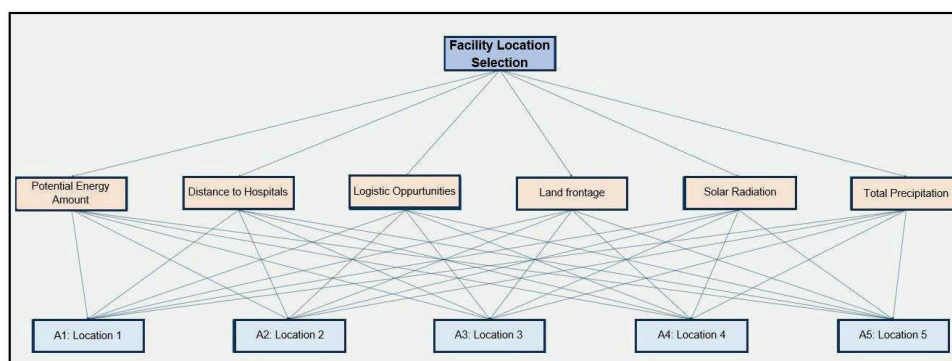 Facility Location
Selection
Potential Energy
Amount
Distance to Hospitals
Logistic Oppurtunities
Land frontage
Solar Radiation
Total Precipitation
A1: Location 1
A2: Location 2
A3: Location 3
A4: Location 4
A5: Location 5